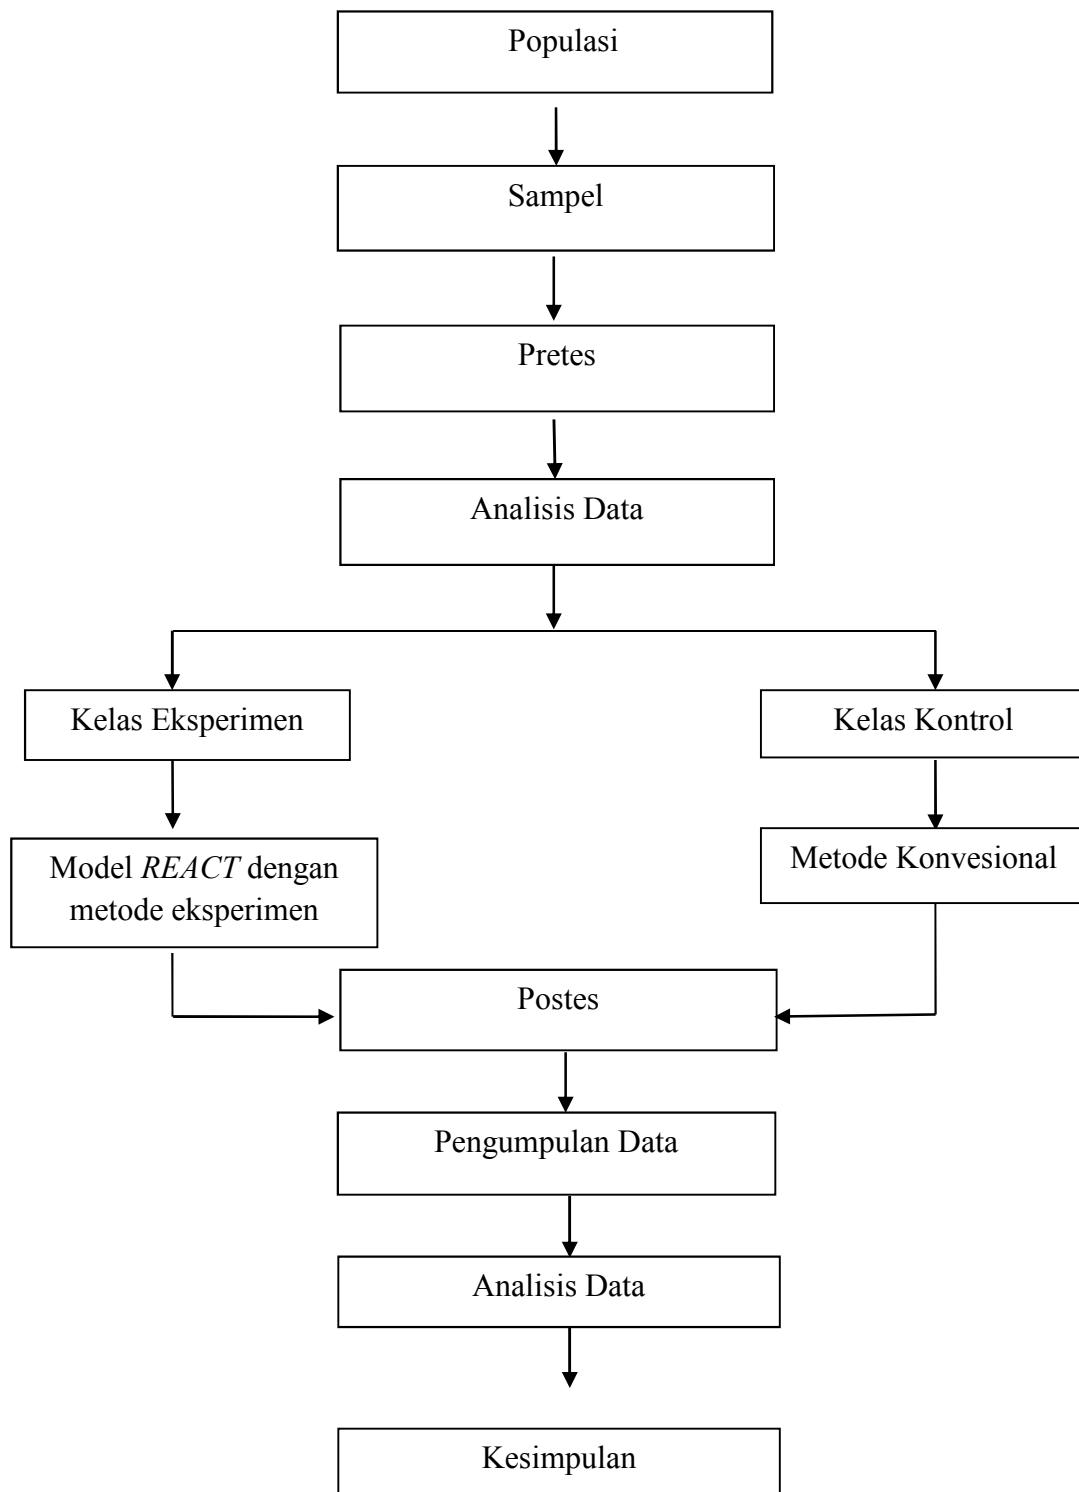 Populasi
Sampel
Pretes
Analisis Data
Kelas Eksperimen
Kelas Kontrol
Model REACT dengan
metode eksperimen
Metode Konvesional
Postes
Pengumpulan Data
Analisis Data
Kesimpulan